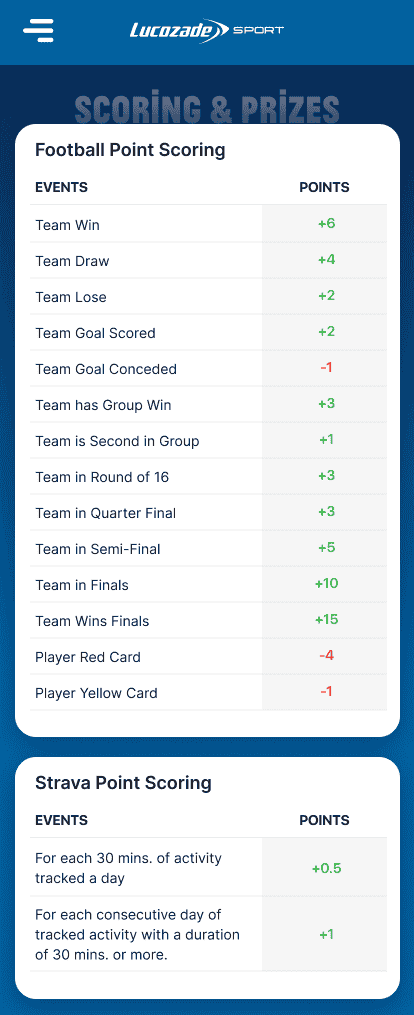 Lucozade SPORT
SCORING & PRIZES
Football Point Scoring
EVENTS POINTS
Team Win +6
Team Draw +4
Team Lose +2
Team Goal Scored +2
Team Goal Conceded -1
Team has Group Win +3
Team is Second in Group +1
Team in Round of 16 +3
Team in Quarter Final +3
Team in Semi-Final +5
Team in Finals +10
Team Wins Finals +15
Player Red Card -4
Player Yellow Card -1
Strava Point Scoring
EVENTS POINTS
For each 30 mins. of activity
tracked a day +0.5
For each consecutive day of
tracked activity with a duration +1
of 30 mins. or more.